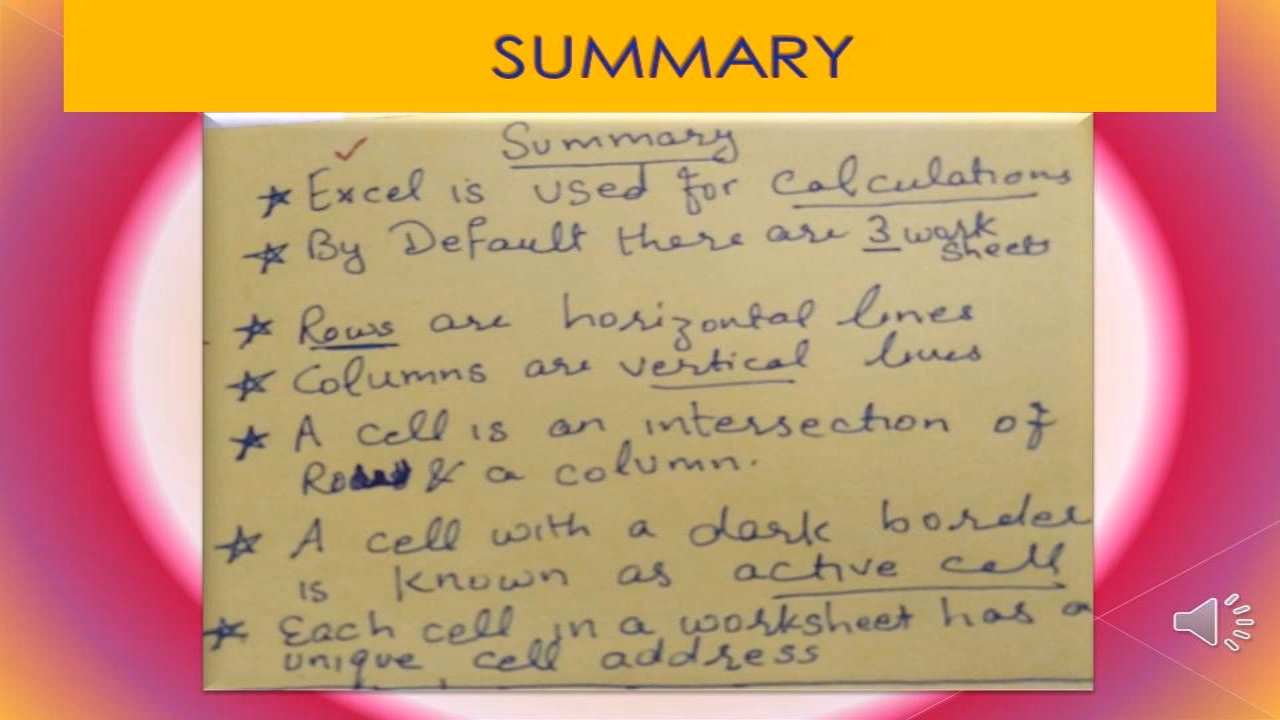 SUMMARY
Summary
Excel is used for Calculations
By Default there are 3 work
sheets
Rows are horizontal lines
Columns are vertical lines
A cell is an intersection of
Row & a column.
A cell with a dark border
is known as active cell
Each cell in a worksheet has a
unique cell address